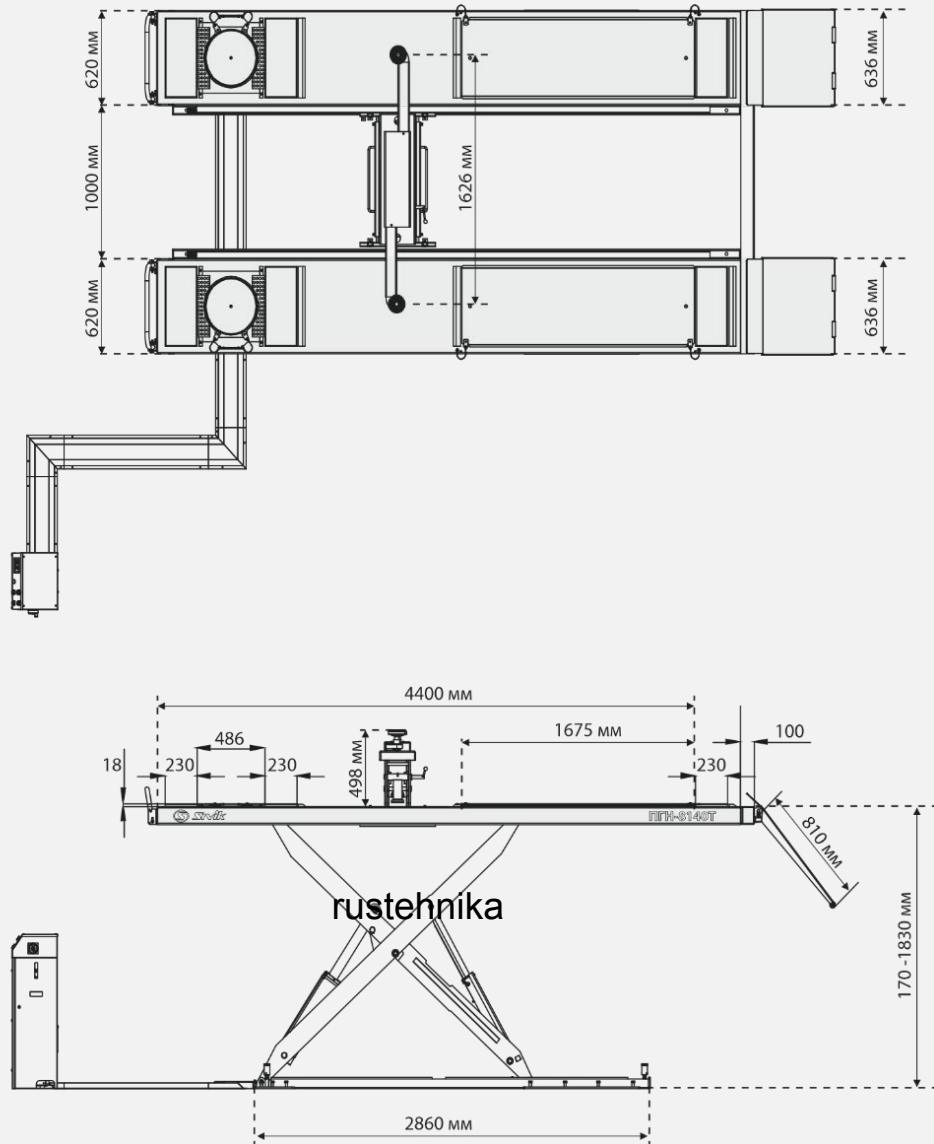 620 мм
636 мм
1000 мм
1626 мм
620 мм
636 мм
4400 мм
486
1675 мм
100
18
230
230
498 мм
230
SIVIK
ПГН-8140Т
810 мм
rustehnika
170 -1830 мм
2860 мм